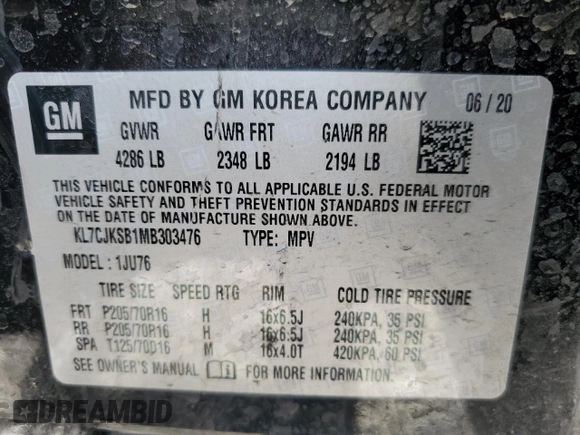 GM
MFD BY GM KOREA COMPANY 06/20
GVWR GAWR FRT GAWR RR
4286 LB 2348 LB 2194 LB
THIS VEHICLE CONFORMS TO ALL APPLICABLE U.S. FEDERAL MOTOR
VEHICLE SAFETY AND THEFT PREVENTION STANDARDS IN EFFECT
ON THE DATE OF MANUFACTURE SHOWN ABOVE.
KL7CJKSB1MB303476 TYPE: MPV
MODEL : 1JU76
TIRE SIZE SPEED RTG RIM COLD TIRE PRESSURE
FRT P205/70R16 H 16x6.5J 240KPA, 35 PSI
RR P205/70R16 H 16x6.5J 240KPA, 35 PSI
SPA T125/70D16 M 16x4.0T 420KPA, 60 PSI
SEE OWNER'S MANUAL FOR MORE INFORMATION.
DREAMBID